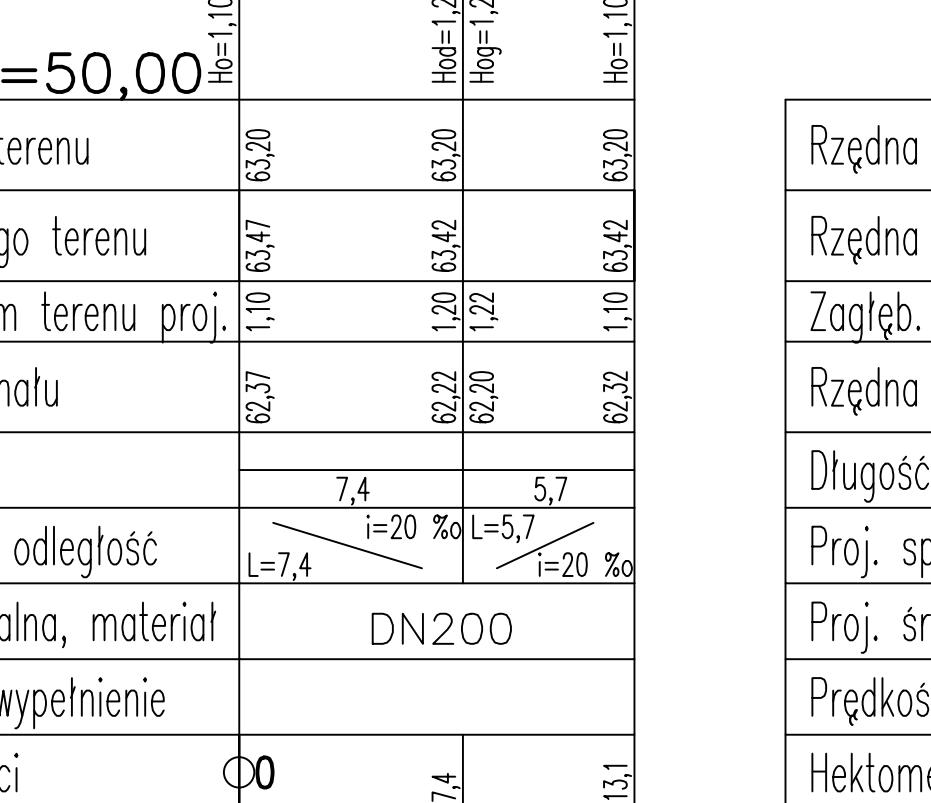 Ho=1,10 Hod=1,2 Hog=1,2 Ho=1,10
=50,00
terenu 63,20 63,20 63,20 Rzędna
go terenu 63,47 63,42 63,42 Rzędna
m terenu proj. 1,10 1,20 1,22 1,10 Zagłęb.
nału 62,37 62,22 62,20 62,32 Rzędna
7,4 5,7 Długość
odległość i=20 ‰ L=7,4 L=5,7 i=20 ‰ Proj. sp
alna, materiał DN200 Proj. śr
wypełnienie Prędkoś
ci 0 7,4 13,1 Hektome